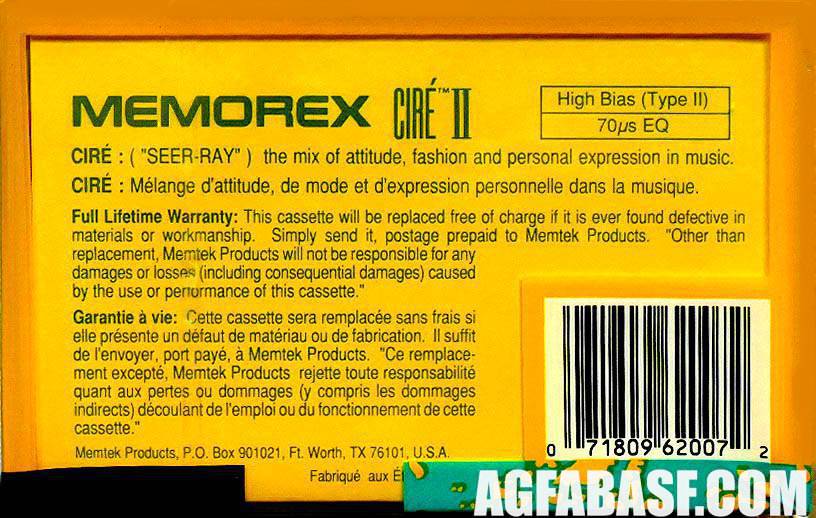 MEMOREX CIRÉ™ II
High Bias (Type II)
70µs EQ
CIRÉ : ( "SEER-RAY" ) the mix of attitude, fashion and personal expression in music.
CIRÉ : Mélange d'attitude, de mode et d'expression personnelle dans la musique.
Full Lifetime Warranty: This cassette will be replaced free of charge if it is ever found defective in
materials or workmanship. Simply send it, postage prepaid to Memtek Products. "Other than
replacement, Memtek Products will not be responsible for any
damages or losses (including consequential damages) caused
by the use or performance of this cassette."
Garantie à vie: Cette cassette sera remplacée sans frais si
elle présente un défaut de matériau ou de fabrication. Il suffit
de l'envoyer, port payé, à Memtek Products. "Ce remplace-
ment excepté, Memtek Products rejette toute responsabilité
quant aux pertes ou dommages (y compris les dommages
indirects) découlant de l'emploi ou du fonctionnement de cette
cassette."
Memtek Products, P.O. Box 901021, Ft. Worth, TX 76101, U.S.A.
Fabriqué aux
0 71809 62007 2
AGFABASF.COM